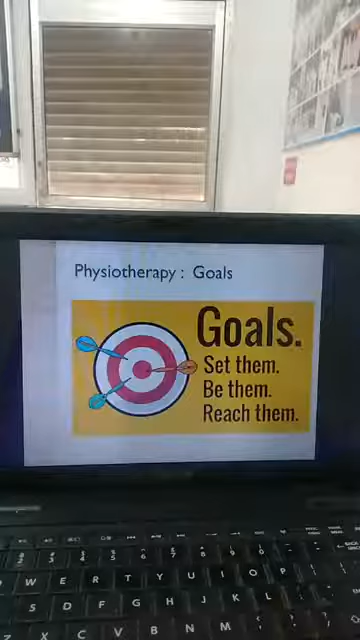 Physiotherapy : Goals
Goals.
Set them.
Be them.
Reach them.
W E R T Y U I O P
S D F G H J K L
X C V B N M